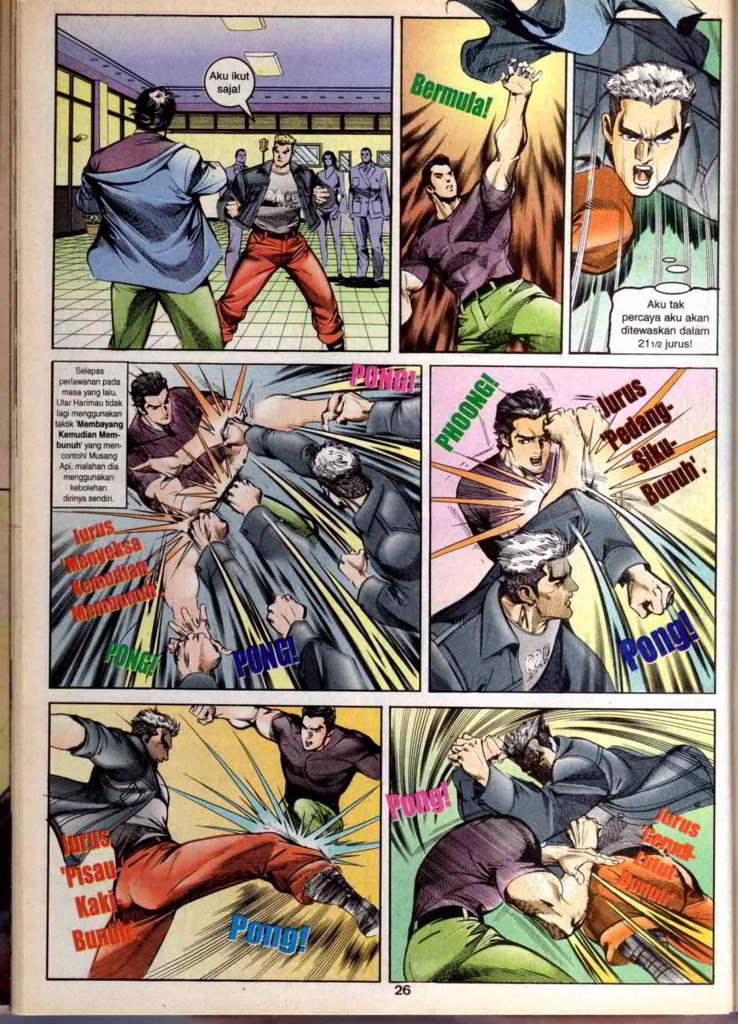 Aku ikut
saja!
Bermula!
Aku tak
percaya aku akan
ditewaskan dalam
21 1/2 jurus!
Selepas
perlawanan pada
masa yang lalu,
Ular Harimau tidak
lagi menggunakan
taktik 'Membayang
Kemudian Mem-
bunuh' yang men-
contohi Musang
Api, malahan dia
menggunakan
kebolehan
dirinya sendiri.
PONG!
Jurus
'Menyeksa
Kemudian
Membunuh'.
PONG!
PONG!
PHOONG!
Jurus
'Pedang-
Siku-
Bunuh'.
Pong!
Jurus
'Pisau-
Kaki-
Bunuh'.
Pong!
Pong!
Jurus
Lutut-
Bunuh'.
26